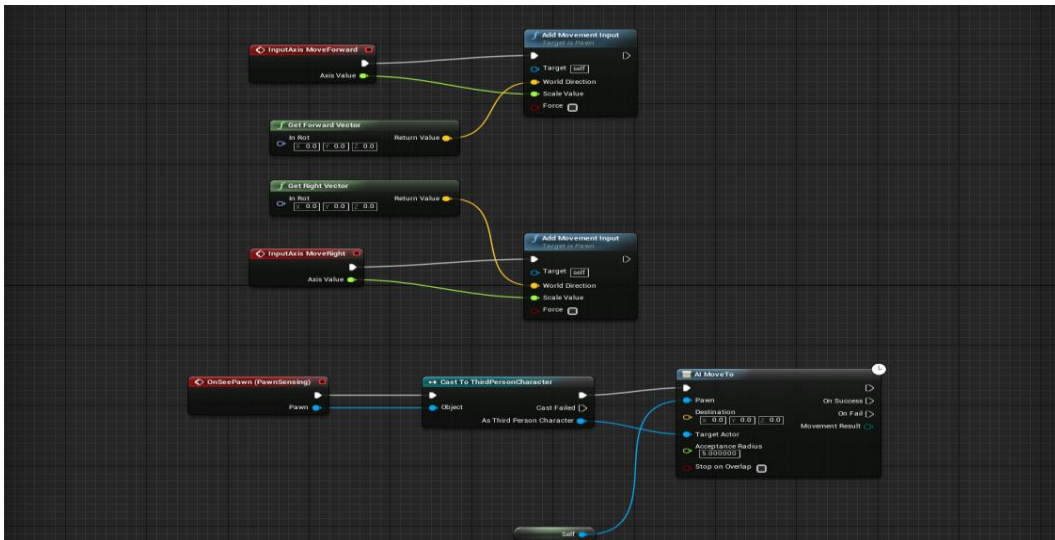 InputAxis MoveForward
Axis Value
Add Movement Input
Target is Pawn
Target self
World Direction
Scale Value
Force
Get Forward Vector
In Rot
X 0.0 Y 0.0 Z 0.0
Return Value
Get Right Vector
In Rot
X 0.0 Y 0.0 Z 0.0
Return Value
InputAxis MoveRight
Axis Value
Add Movement Input
Target is Pawn
Target self
World Direction
Scale Value
Force
OnSeePawn (PawnSensing)
Pawn
Cast To ThirdPersonCharacter
Object
Cast Failed
As Third Person Character
AI MoveTo
Pawn
On Success
Destination
X 0.0 Y 0.0 Z 0.0
On Fail
Movement Result
Target Actor
Acceptance Radius
5.000000
Stop on Overlap
Self